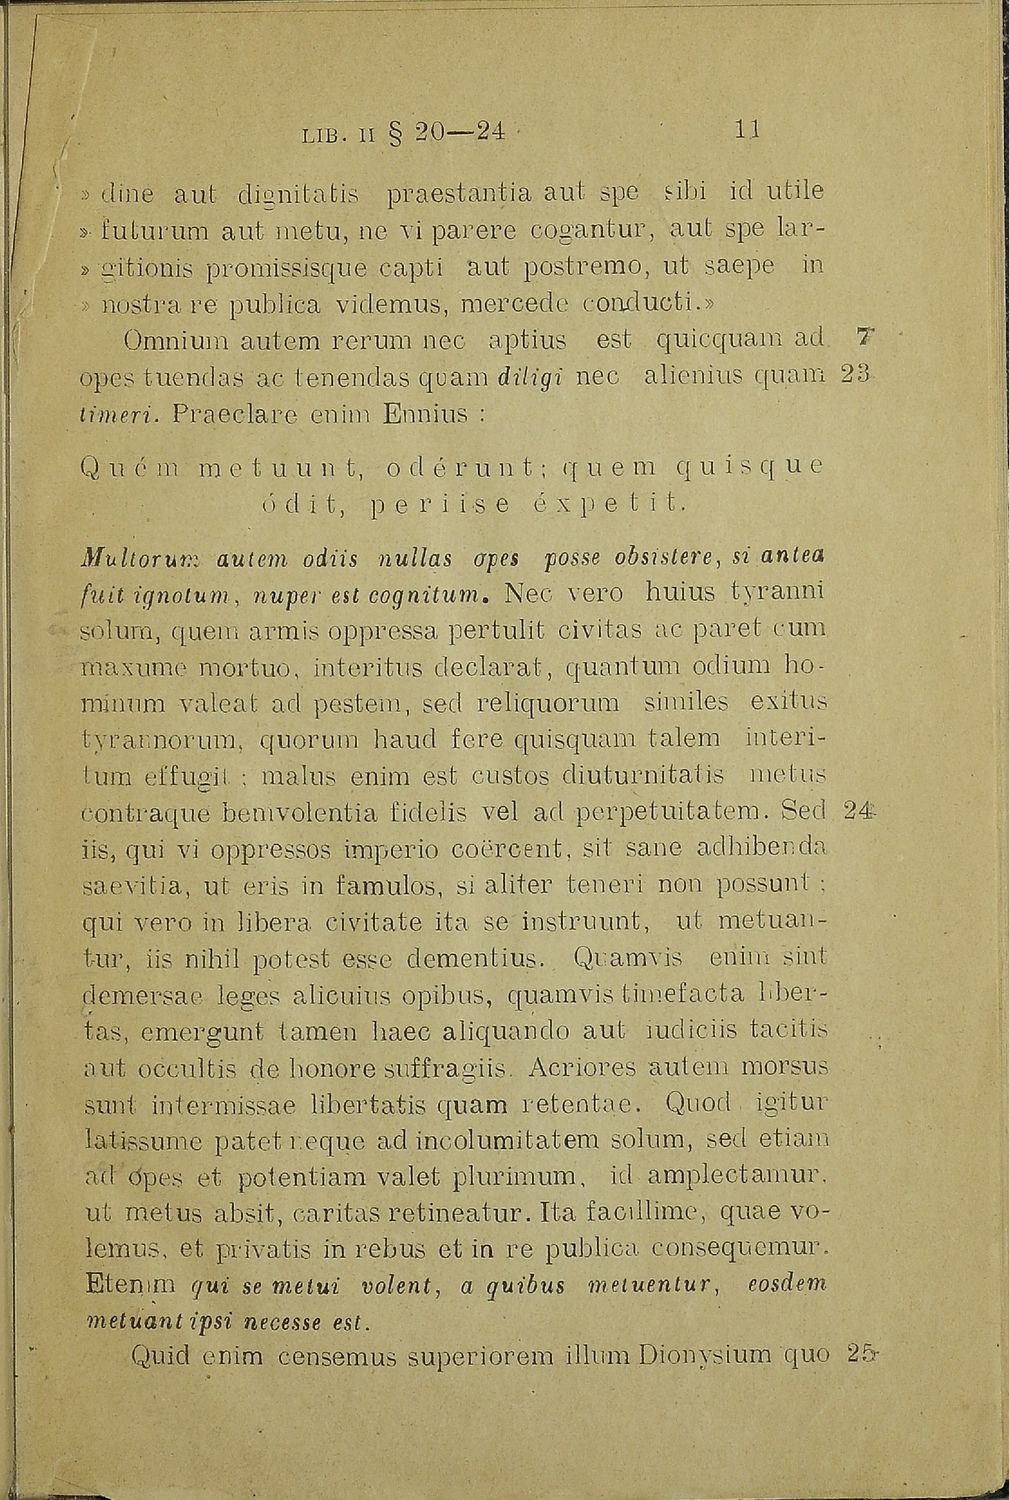 LIB. II § 20—24 11
» dine aut dignitatis praestantia aut spe sibi id utile
» futurum aut metu, ne vi parere cogantur, aut spe lar-
» gitionis promissisque capti aut postremo, ut saepe in
» nostra re publica videmus, mercede conducti.»
Omnium autem rerum nec aptius est quicquam ad 7
opes tuendas ac tenendas quam diligi nec alienius quam 23
timeri. Praeclare enim Ennius :
Quém metuunt, odérunt; quem quisque
ódit, periise éxpetit.
Multorum autem odiis nullas opes posse obsistere, si antea
fuit ignotum, nuper est cognitum. Nec vero huius tyranni
solum, quem armis oppressa pertulit civitas ac paret cum
maxume mortuo, interitus declarat, quantum odium ho-
minum valeat ad pestem, sed reliquorum similes exitus
tyrannorum, quorum haud fere quisquam talem interi-
tum effugit : malus enim est custos diuturnitatis metus
contraque benivolentia fidelis vel ad perpetuitatem. Sed 24
iis, qui vi oppressos imperio coërcent, sit sane adhibenda
saevitia, ut eris in famulos, si aliter teneri non possunt ;
qui vero in libera civitate ita se instruunt, ut metuan-
tur, iis nihil potest esse dementius. Quamvis enim sint
demersae leges alicuius opibus, quamvis timefacta liber-
tas, emergunt tamen haec aliquando aut iudiciis tacitis
aut occultis de honore suffragiis. Acriores autem morsus
sunt intermissae libertatis quam retentae. Quod igitur
latissume patet neque ad incolumitatem solum, sed etiam
ad opes et potentiam valet plurimum, id amplectamur,
ut metus absit, caritas retineatur. Ita facillime, quae vo-
lemus, et privatis in rebus et in re publica consequemur.
Etenim qui se metui volent, a quibus metuentur, eosdem
metuant ipsi necesse est.
Quid enim censemus superiorem illum Dionysium quo 25